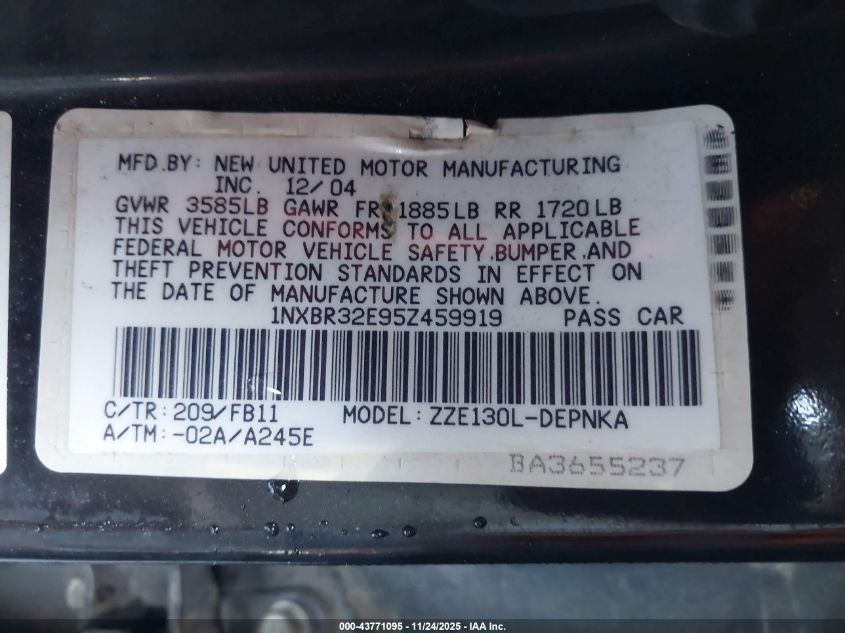 MFD.BY: NEW UNITED MOTOR MANUFACTURING
INC. 12/04
GVWR 3585LB GAWR FR 1885LB RR 1720LB
THIS VEHICLE CONFORMS TO ALL APPLICABLE
FEDERAL MOTOR VEHICLE SAFETY,BUMPER,AND
THEFT PREVENTION STANDARDS IN EFFECT ON
THE DATE OF MANUFACTURE SHOWN ABOVE.
1NXBR32E95Z459919 PASS CAR
C/TR:209/FB11 MODEL:ZZE130L-DEPNKA
A/TM:-02A/A245E
BA3655237
000-43771095 - 11/24/2025 - IAA Inc.